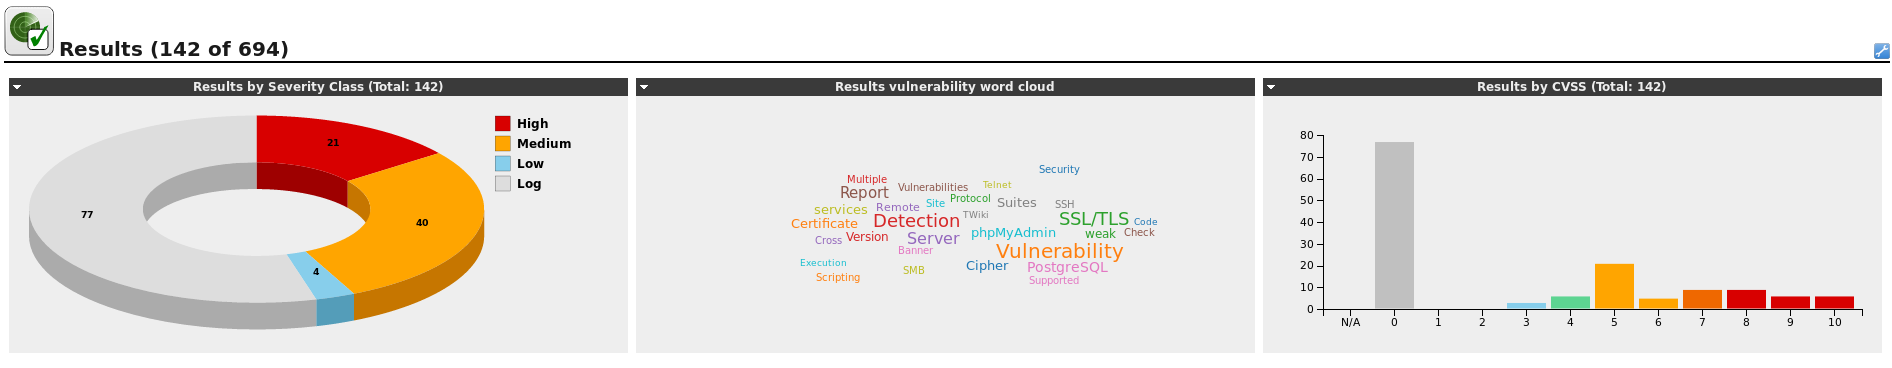 Results (142 of 694)
Results by Severity Class (Total: 142)
21
40
4
77
High
Medium
Low
Log
Results vulnerability word cloud
Security
Multiple
Vulnerabilities
Telnet
Report
Protocol
Site
Suites
SSH
services
Remote
TWiki
SSL/TLS
Code
Certificate
Detection
phpMyAdmin
weak
Check
Cross
Version
Server
Banner
Vulnerability
Execution
SMB
Cipher
PostgreSQL
Scripting
Supported
Results by CVSS (Total: 142)
80
70
60
50
40
30
20
10
0
N/A 0 1 2 3 4 5 6 7 8 9 10